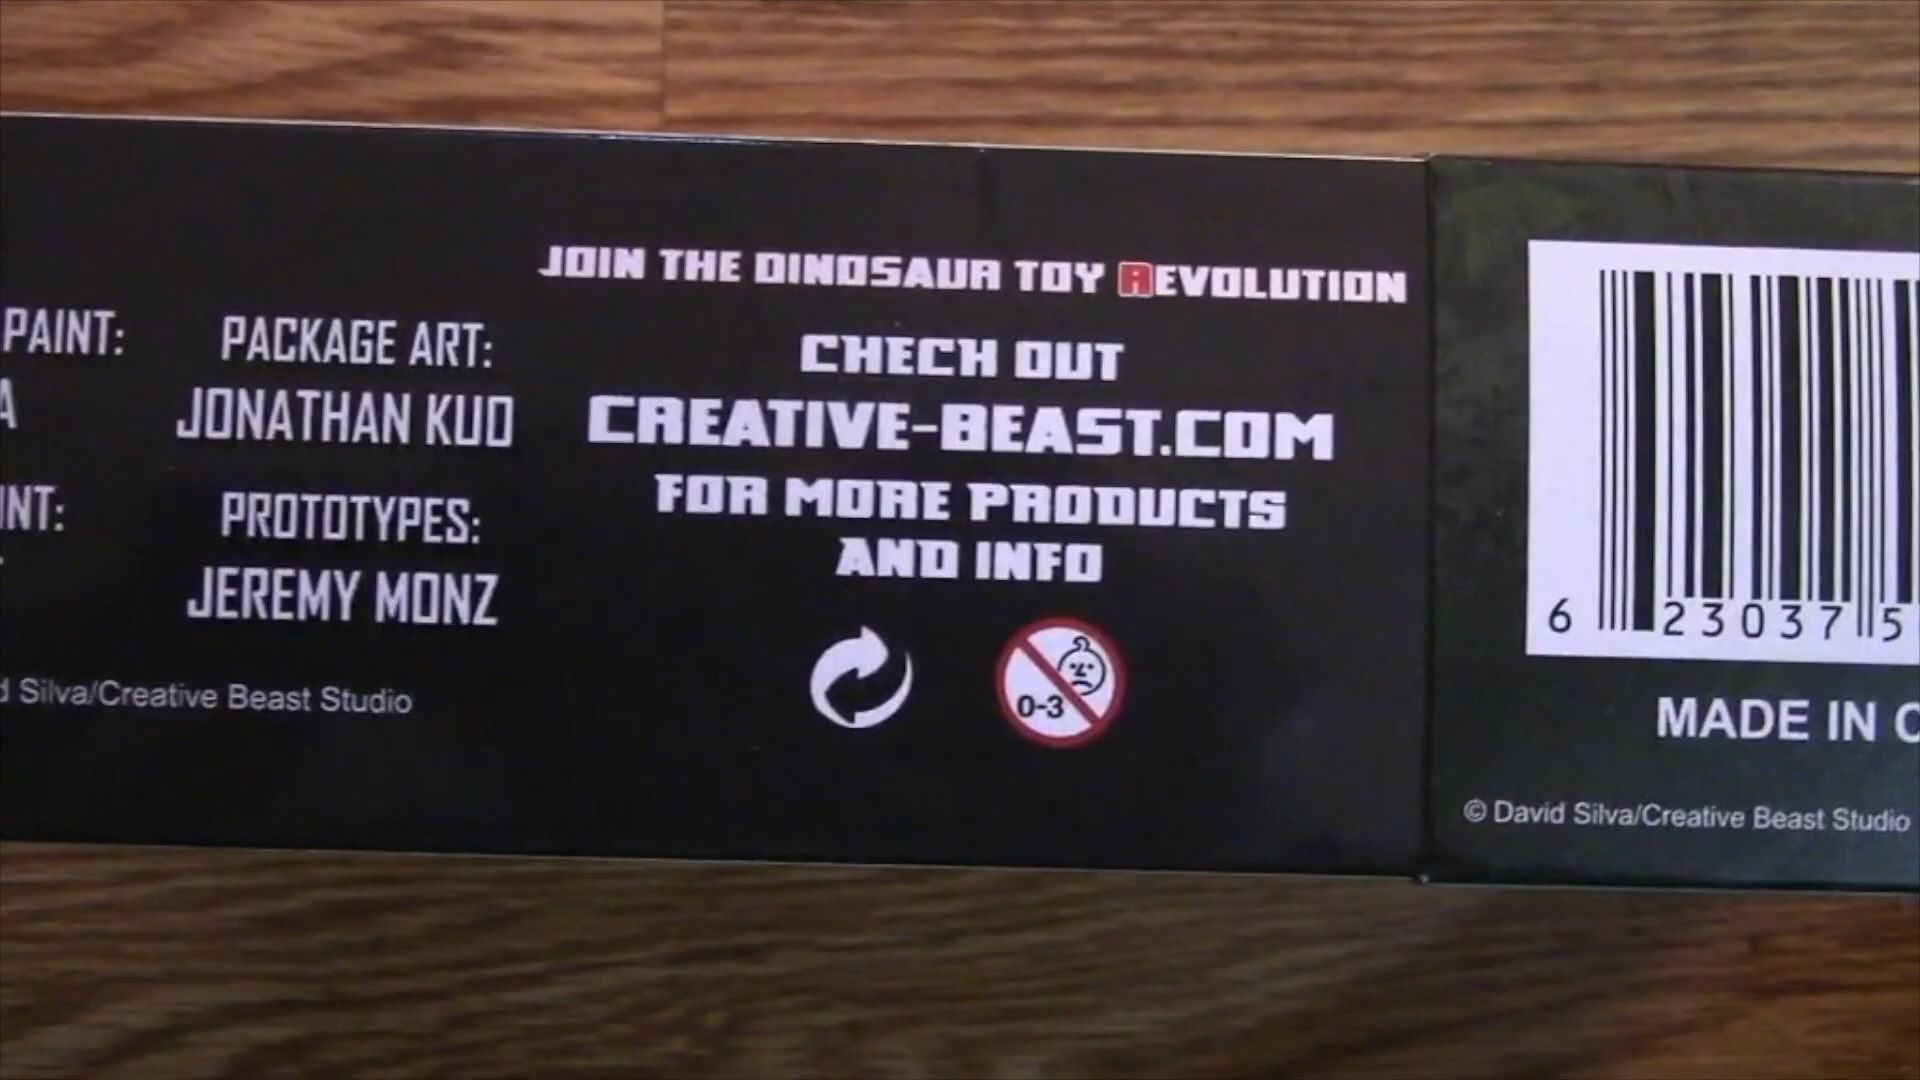 JOIN THE DINOSAUR TOY REVOLUTION
PAINT:
A
INT:
PACKAGE ART:
JONATHAN KUO
PROTOTYPES:
JEREMY MONZ
d Silva/Creative Beast Studio
CHECK OUT
CREATIVE-BEAST.COM
FOR MORE PRODUCTS
AND INFO
0-3
6 23037 5
MADE IN C
© David Silva/Creative Beast Studio